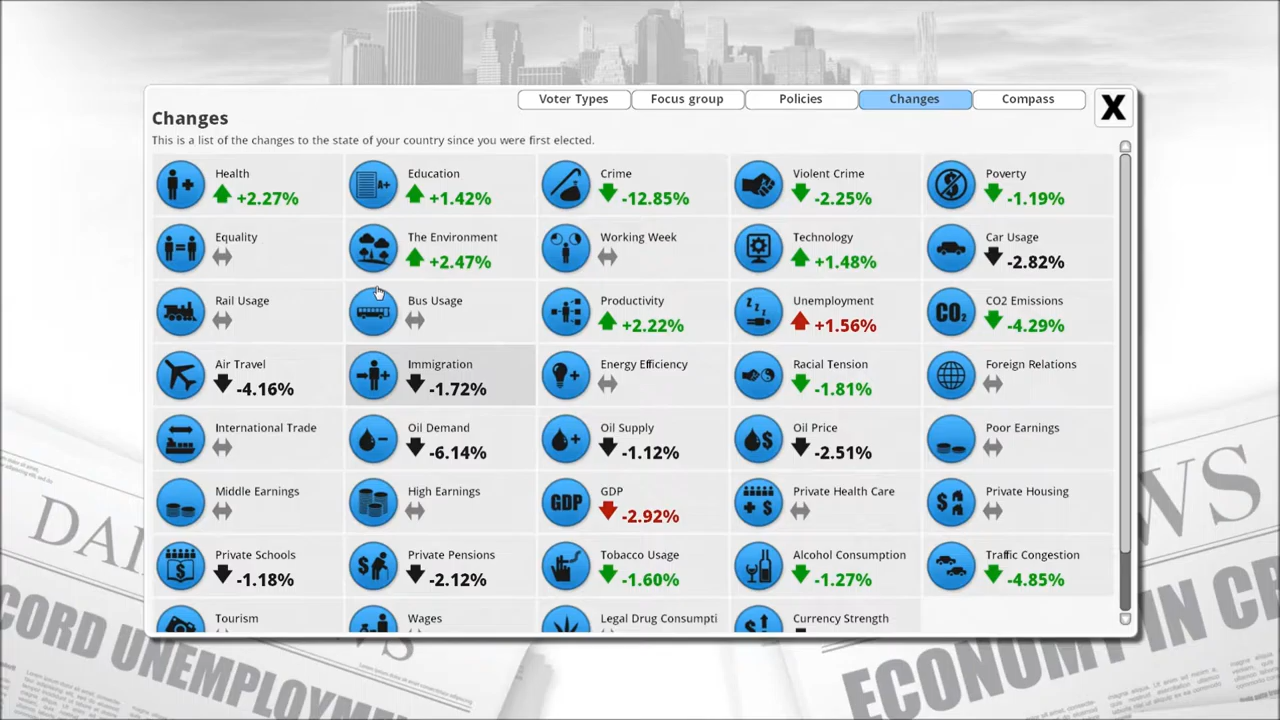 Voter Types
Focus group
Policies
Changes
Compass
X
Changes
This is a list of the changes to the state of your country since you were first elected.
Health
+2.27%
Education
A+
+1.42%
Crime
-12.85%
Violent Crime
-2.25%
Poverty
-1.19%
Equality
The Environment
+2.47%
Working Week
Technology
+1.48%
Car Usage
-2.82%
Rail Usage
Bus Usage
Productivity
+2.22%
Unemployment
+1.56%
CO2 Emissions
CO2
-4.29%
Air Travel
-4.16%
Immigration
-1.72%
Energy Efficiency
Racial Tension
-1.81%
Foreign Relations
International Trade
Oil Demand
-6.14%
Oil Supply
-1.12%
Oil Price
-2.51%
Poor Earnings
Middle Earnings
High Earnings
GDP
GDP
-2.92%
Private Health Care
Private Housing
Private Schools
-1.18%
Private Pensions
-2.12%
Tobacco Usage
-1.60%
Alcohol Consumption
-1.27%
Traffic Congestion
-4.85%
Tourism
Wages
Legal Drug Consumpti
Currency Strength
DAI
CORD UNEMPLOYM
WS
ECONOMY IN CR